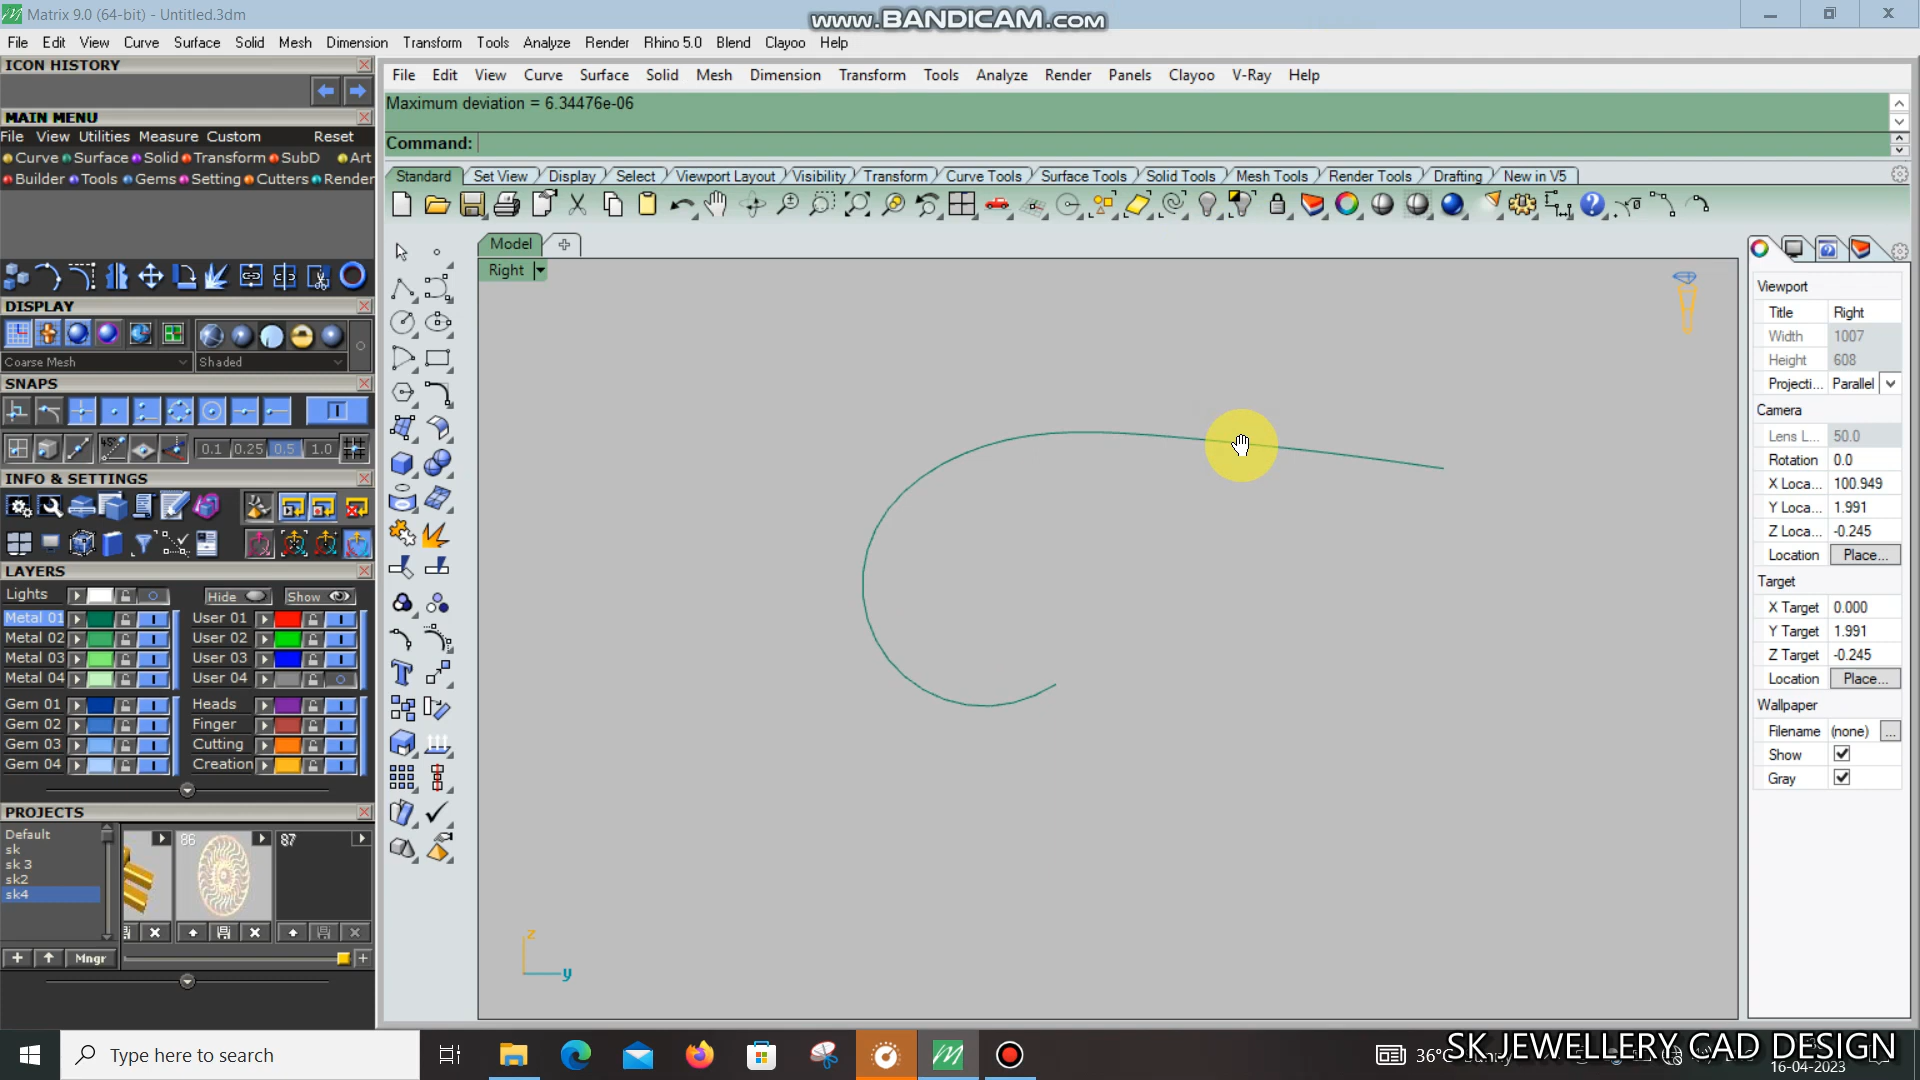 Matrix 9.0 (64-bit) - Untitled.3dm
www.BANDICAM.com
File Edit View Curve Surface Solid Mesh Dimension Transform Tools Analyze Render Rhino 5.0 Blend Clayoo Help
ICON HISTORY
MAIN MENU
File View Utilities Measure Custom Reset
Curve Surface Solid Transform SubD Art
Builder Tools Gems Setting Cutters Render
DISPLAY
Coarse Mesh Shaded
SNAPS
0.1 0.25 0.5 1.0
INFO & SETTINGS
LAYERS
Lights Hide Show
Metal 01 User 01
Metal 02 User 02
Metal 03 User 03
Metal 04 User 04
Gem 01 Heads
Gem 02 Finger
Gem 03 Cutting
Gem 04 Creation
PROJECTS
Default
sk
sk 3
sk2
sk4
86 87
Mngr
File Edit View Curve Surface Solid Mesh Dimension Transform Tools Analyze Render Panels Clayoo V-Ray Help
Maximum deviation = 6.34476e-06
Command:
Standard Set View Display Select Viewport Layout Visibility Transform Curve Tools Surface Tools Solid Tools Mesh Tools Render Tools Drafting New in V5
Model
Right
z
y
Viewport
Title Right
Width 1007
Height 608
Projecti... Parallel
Camera
Lens L... 50.0
Rotation 0.0
X Loca... 100.949
Y Loca... 1.991
Z Loca... -0.245
Location Place...
Target
X Target 0.000
Y Target 1.991
Z Target -0.245
Location Place...
Wallpaper
Filename (none) ...
Show
Gray
Type here to search
36°C
SK JEWELLERY CAD DESIGN
16-04-2023